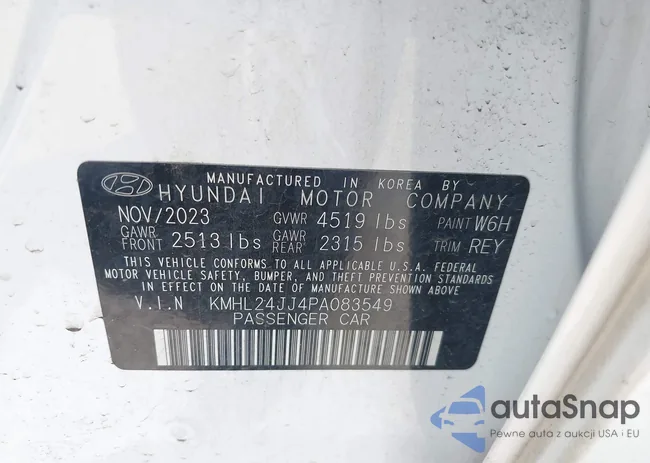 MANUFACTURED IN KOREA BY
HYUNDAI MOTOR COMPANY
NOV/2023 GVWR 4519 lbs PAINT W6H
GAWR FRONT 2513 lbs GAWR REAR 2315 lbs TRIM REY
THIS VEHICLE CONFORMS TO ALL APPLICABLE U.S.A. FEDERAL
MOTOR VEHICLE SAFETY, BUMPER, AND THEFT PREVENTION STANDARDS
IN EFFECT ON THE DATE OF MANUFACTURE SHOWN ABOVE.
V.I.N KMHL24JJ4PA083549
PASSENGER CAR
autaSnap
Pewne auta z aukcji USA i EU